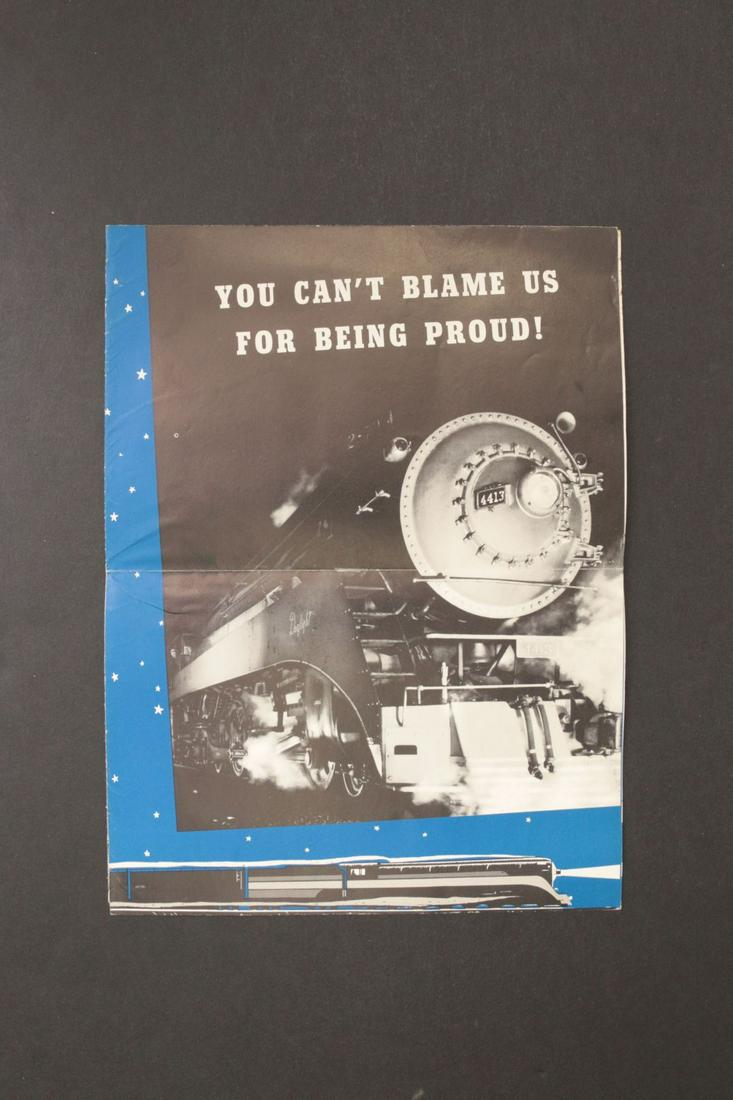 YOU CAN'T BLAME US
FOR BEING PROUD!
4413
Daylight